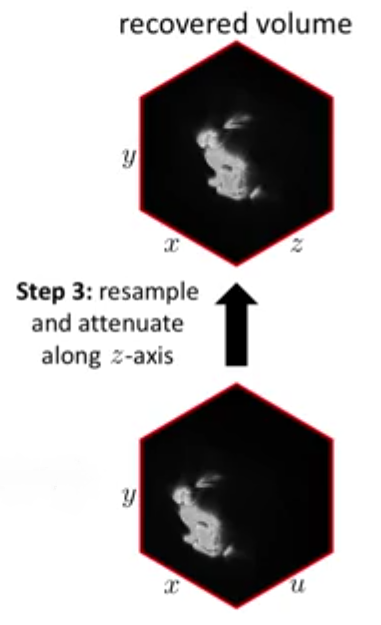 recovered volume
y
x z
Step 3: resample
and attenuate
along z-axis
y
x u